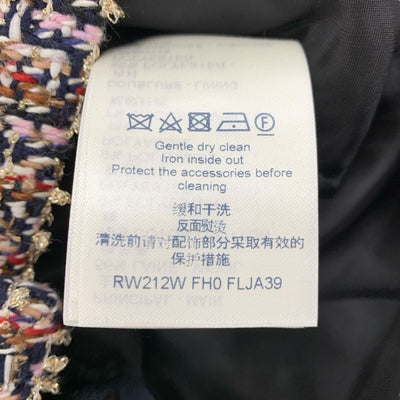 Gentle dry clean
Iron inside out
Protect the accessories before
cleaning
缓和干洗
反面熨烫
清洗前请对配饰部分采取有效的
保护措施
RW212W FH0 FLJA39